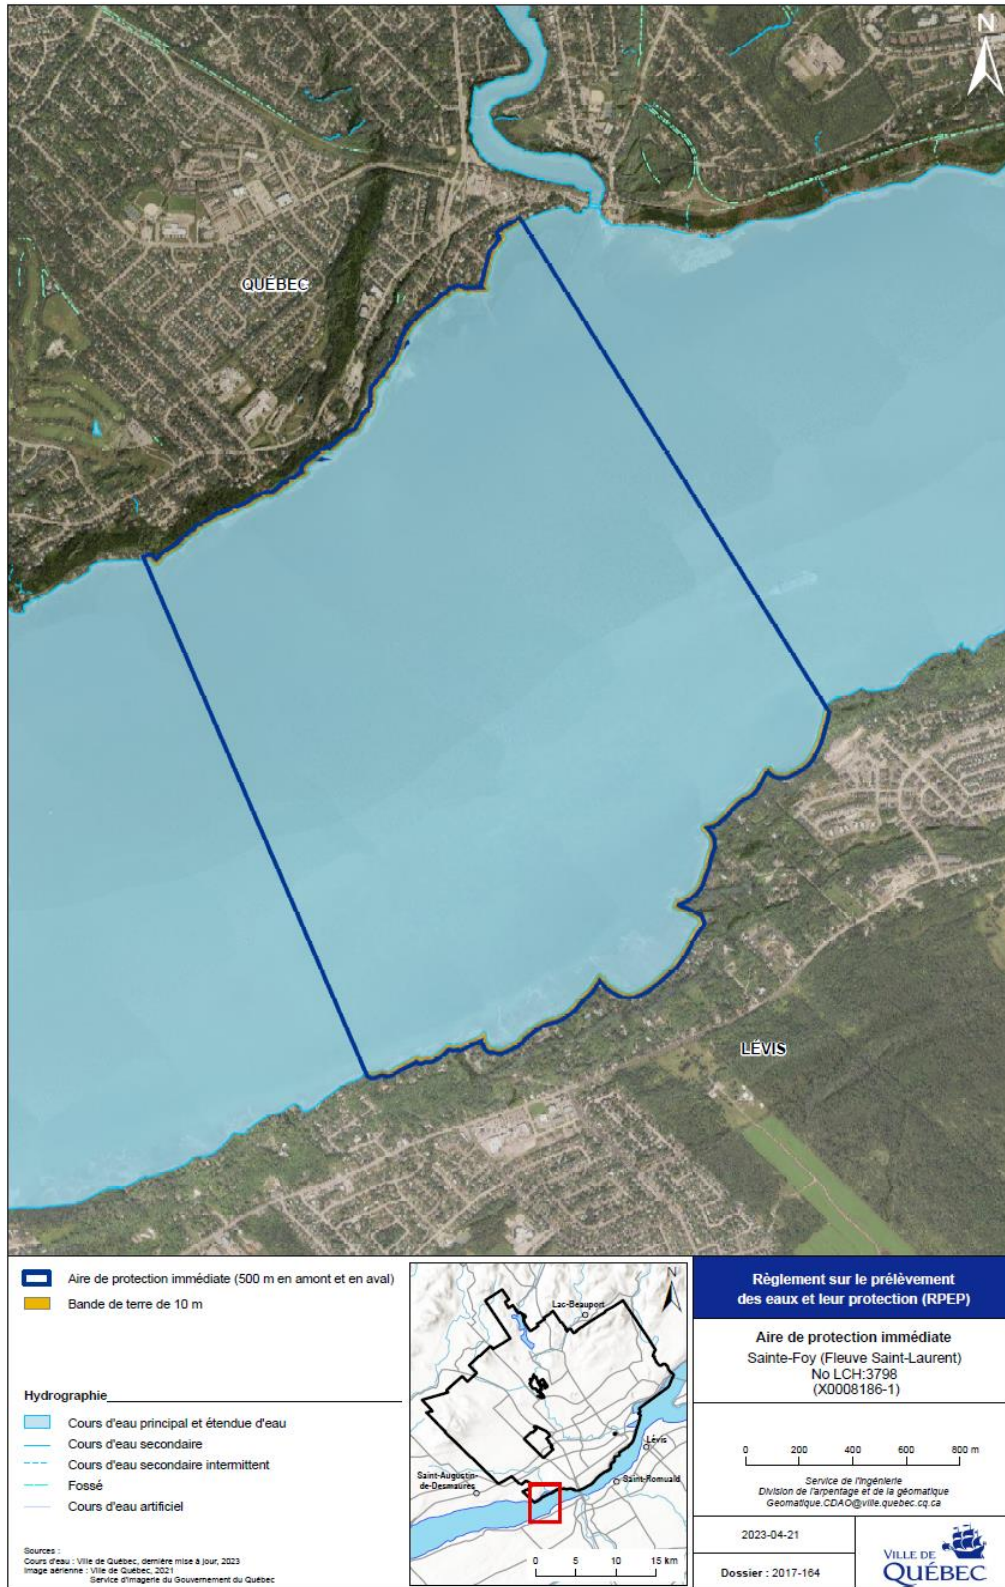 N
QUÉBEC
LÉVIS
Aire de protection immédiate (500 m en amont et en aval)
Bande de terre de 10 m
Hydrographie
Cours d'eau principal et étendue d'eau
Cours d'eau secondaire
Cours d'eau secondaire intermittent
Fossé
Cours d'eau artificiel
Sources :
Cours d'eau : Ville de Québec, dernière mise à jour, 2023
Image aérienne : Ville de Québec, 2021
Service d'imagerie du Gouvernement du Québec
N
Lac-Beauport
Lévis
Saint-Romuald
Saint-Augustin-
de-Desmaures
0 5 10 15 km
Règlement sur le prélèvement
des eaux et leur protection (RPEP)
Aire de protection immédiate
Sainte-Foy (Fleuve Saint-Laurent)
No LCH:3798
(X0008186-1)
0 200 400 600 800 m
Service de l'ingénierie
Division de l'arpentage et de la géomatique
Geomatique.CDAO@ville.quebec.qc.ca
2023-04-21
Dossier : 2017-164
VILLE DE
QUÉBEC